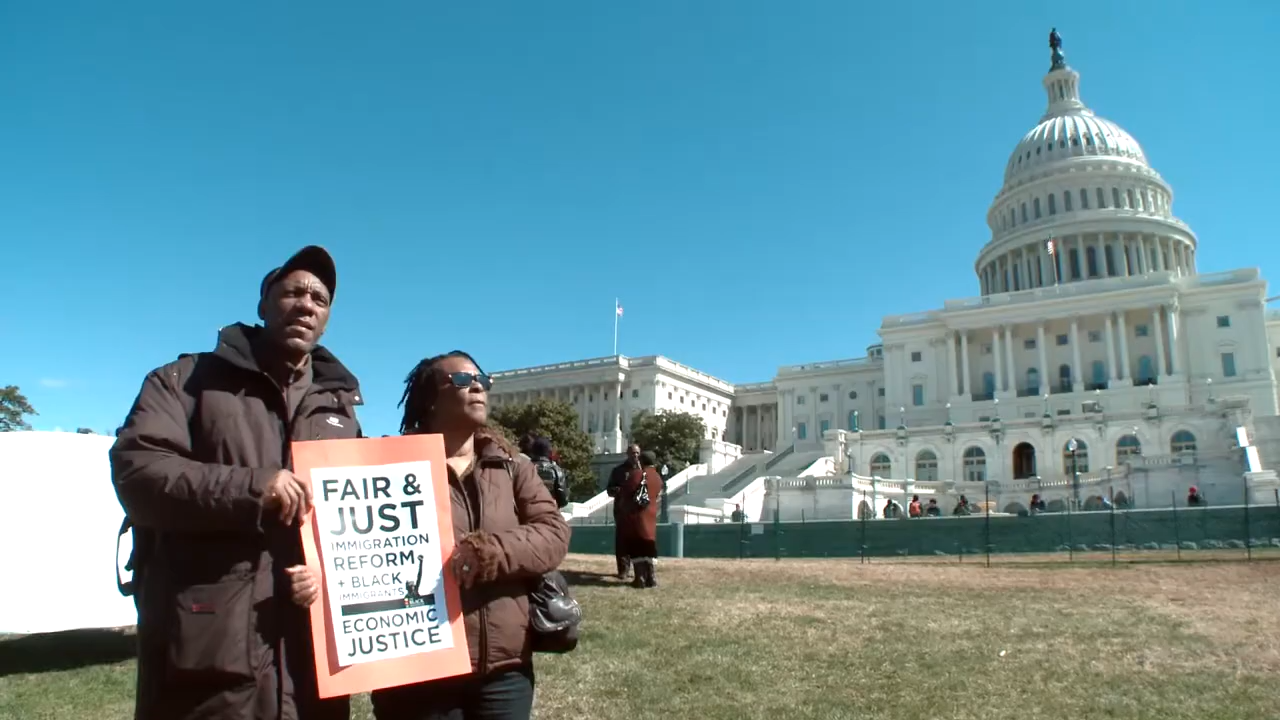 FAIR &
JUST
IMMIGRATION
REFORM
+ BLACK
IMMIGRANTS
ECONOMIC
JUSTICE